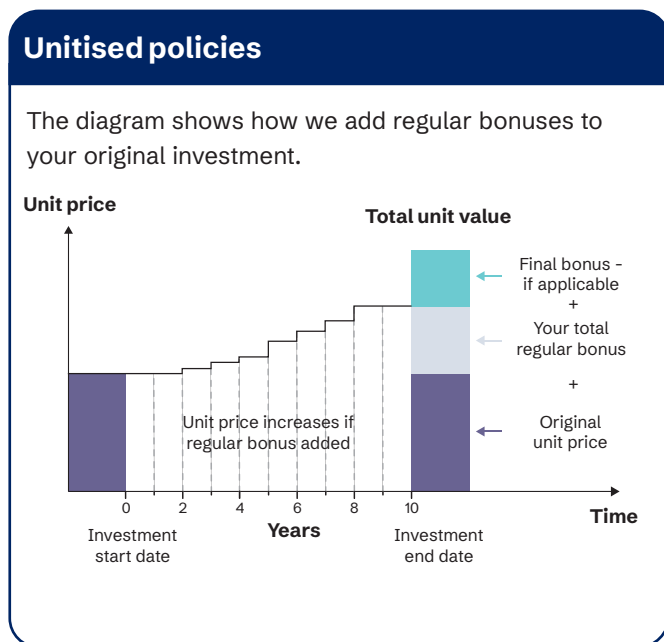 Unitised policies
The diagram shows how we add regular bonuses to
your original investment.
Unit price
Total unit value
Final bonus -
if applicable
+
Your total
regular bonus
+
Original
unit price
Unit price increases if
regular bonus added
0 2 4 6 8 10
Years
Time
Investment
start date
Investment
end date